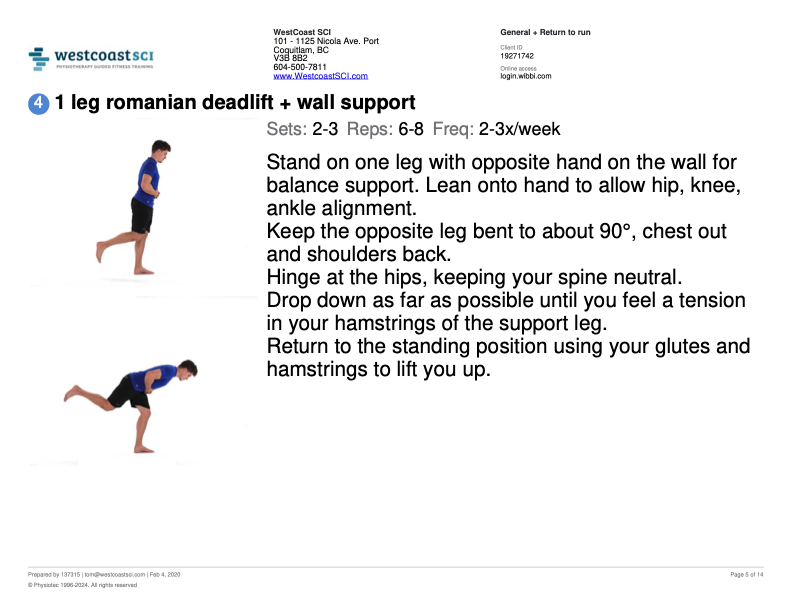 westcoastSCI
PHYSIOTHERAPY GUIDED FITNESS TRAINING
WestCoast SCI
101 - 1125 Nicola Ave. Port
Coquitlam, BC
V3B 8B2
604-500-7811
www.WestcoastSCI.com
General + Return to run
Client ID
19271742
Online access
login.wibbi.com
4 1 leg romanian deadlift + wall support
Sets: 2-3 Reps: 6-8 Freq: 2-3x/week
Stand on one leg with opposite hand on the wall for
balance support. Lean onto hand to allow hip, knee,
ankle alignment.
Keep the opposite leg bent to about 90°, chest out
and shoulders back.
Hinge at the hips, keeping your spine neutral.
Drop down as far as possible until you feel a tension
in your hamstrings of the support leg.
Return to the standing position using your glutes and
hamstrings to lift you up.
Prepared by 137315 | tom@westcoastsci.com | Feb 4, 2020
Page 5 of 14
© Physiotec 1996-2024. All rights reserved